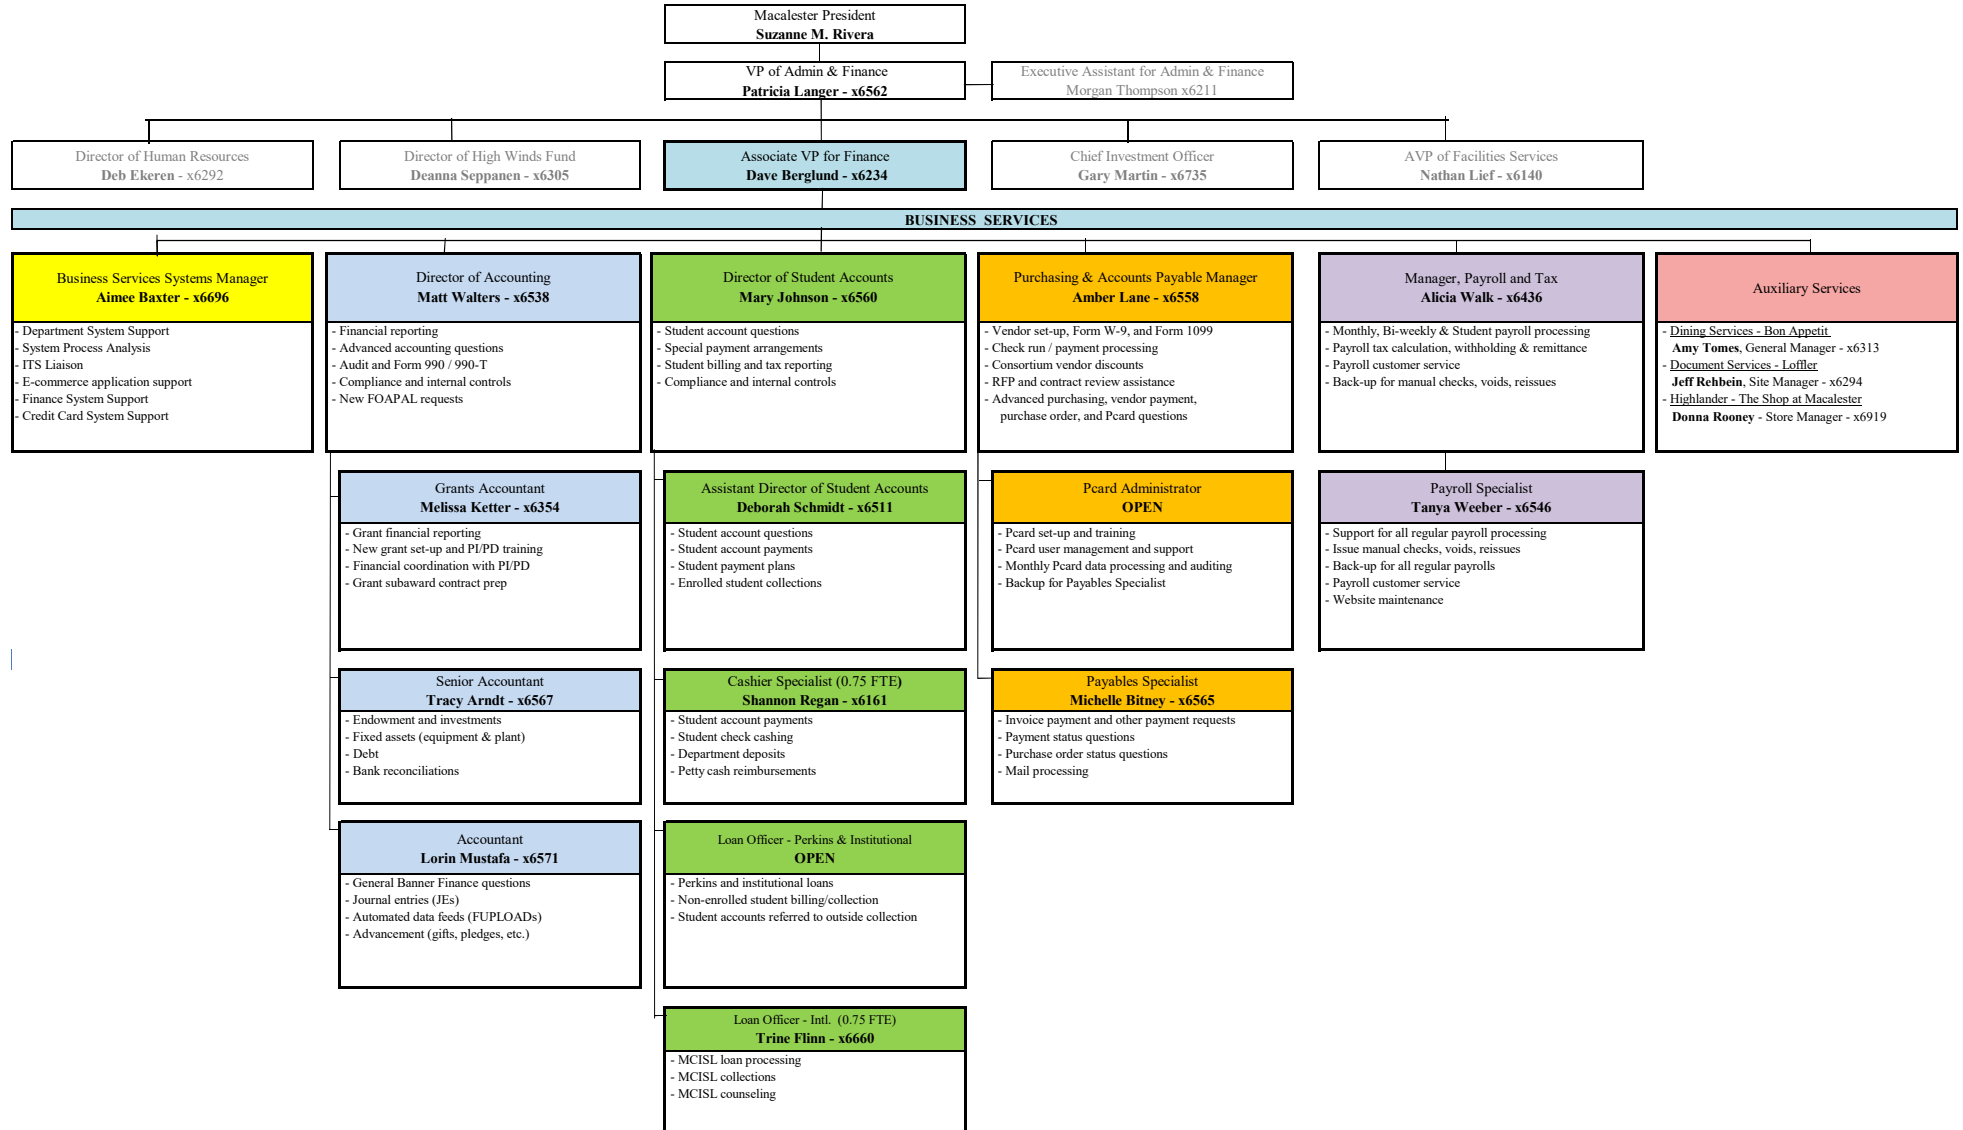 Macalester President
Suzanne M. Rivera
VP of Admin & Finance
Patricia Langer - x6562
Executive Assistant for Admin & Finance
Morgan Thompson x6211
Director of Human Resources
Deb Ekeren - x6292
Director of High Winds Fund
Deanna Seppanen - x6305
Associate VP for Finance
Dave Berglund - x6234
Chief Investment Officer
Gary Martin - x6735
AVP of Facilities Services
Nathan Lief - x6140
BUSINESS SERVICES
Business Services Systems Manager
Aimee Baxter - x6696
- Department System Support
- System Process Analysis
- ITS Liaison
- E-commerce application support
- Finance System Support
- Credit Card System Support
Director of Accounting
Matt Walters - x6538
- Financial reporting
- Advanced accounting questions
- Audit and Form 990 / 990-T
- Compliance and internal controls
- New FOAPAL requests
Director of Student Accounts
Mary Johnson - x6560
- Student account questions
- Special payment arrangements
- Student billing and tax reporting
- Compliance and internal controls
Purchasing & Accounts Payable Manager
Amber Lane - x6558
- Vendor set-up, Form W-9, and Form 1099
- Check run / payment processing
- Consortium vendor discounts
- RFP and contract review assistance
- Advanced purchasing, vendor payment,
purchase order, and Pcard questions
Manager, Payroll and Tax
Alicia Walk - x6436
- Monthly, Bi-weekly & Student payroll processing
- Payroll tax calculation, withholding & remittance
- Payroll customer service
- Back-up for manual checks, voids, reissues
Auxiliary Services
- Dining Services - Bon Appetit
Amy Tomes, General Manager - x6313
- Document Services - Loffler
Jeff Rehbein, Site Manager - x6294
- Highlander - The Shop at Macalester
Donna Rooney - Store Manager - x6919
Grants Accountant
Melissa Ketter - x6354
- Grant financial reporting
- New grant set-up and PI/PD training
- Financial coordination with PI/PD
- Grant subaward contract prep
Assistant Director of Student Accounts
Deborah Schmidt - x6511
- Student account questions
- Student account payments
- Student payment plans
- Enrolled student collections
Pcard Administrator
OPEN
- Pcard set-up and training
- Pcard user management and support
- Monthly Pcard data processing and auditing
- Backup for Payables Specialist
Payroll Specialist
Tanya Weeber - x6546
- Support for all regular payroll processing
- Issue manual checks, voids, reissues
- Back-up for all regular payrolls
- Payroll customer service
- Website maintenance
Senior Accountant
Tracy Arndt - x6567
- Endowment and investments
- Fixed assets (equipment & plant)
- Debt
- Bank reconciliations
Cashier Specialist (0.75 FTE)
Shannon Regan - x6161
- Student account payments
- Student check cashing
- Department deposits
- Petty cash reimbursements
Payables Specialist
Michelle Bitney - x6565
- Invoice payment and other payment requests
- Payment status questions
- Purchase order status questions
- Mail processing
Accountant
Lorin Mustafa - x6571
- General Banner Finance questions
- Journal entries (JEs)
- Automated data feeds (FUPLOADs)
- Advancement (gifts, pledges, etc.)
Loan Officer - Perkins & Institutional
OPEN
- Perkins and institutional loans
- Non-enrolled student billing/collection
- Student accounts referred to outside collection
Loan Officer - Intl. (0.75 FTE)
Trine Flinn - x6660
- MCISL loan processing
- MCISL collections
- MCISL counseling